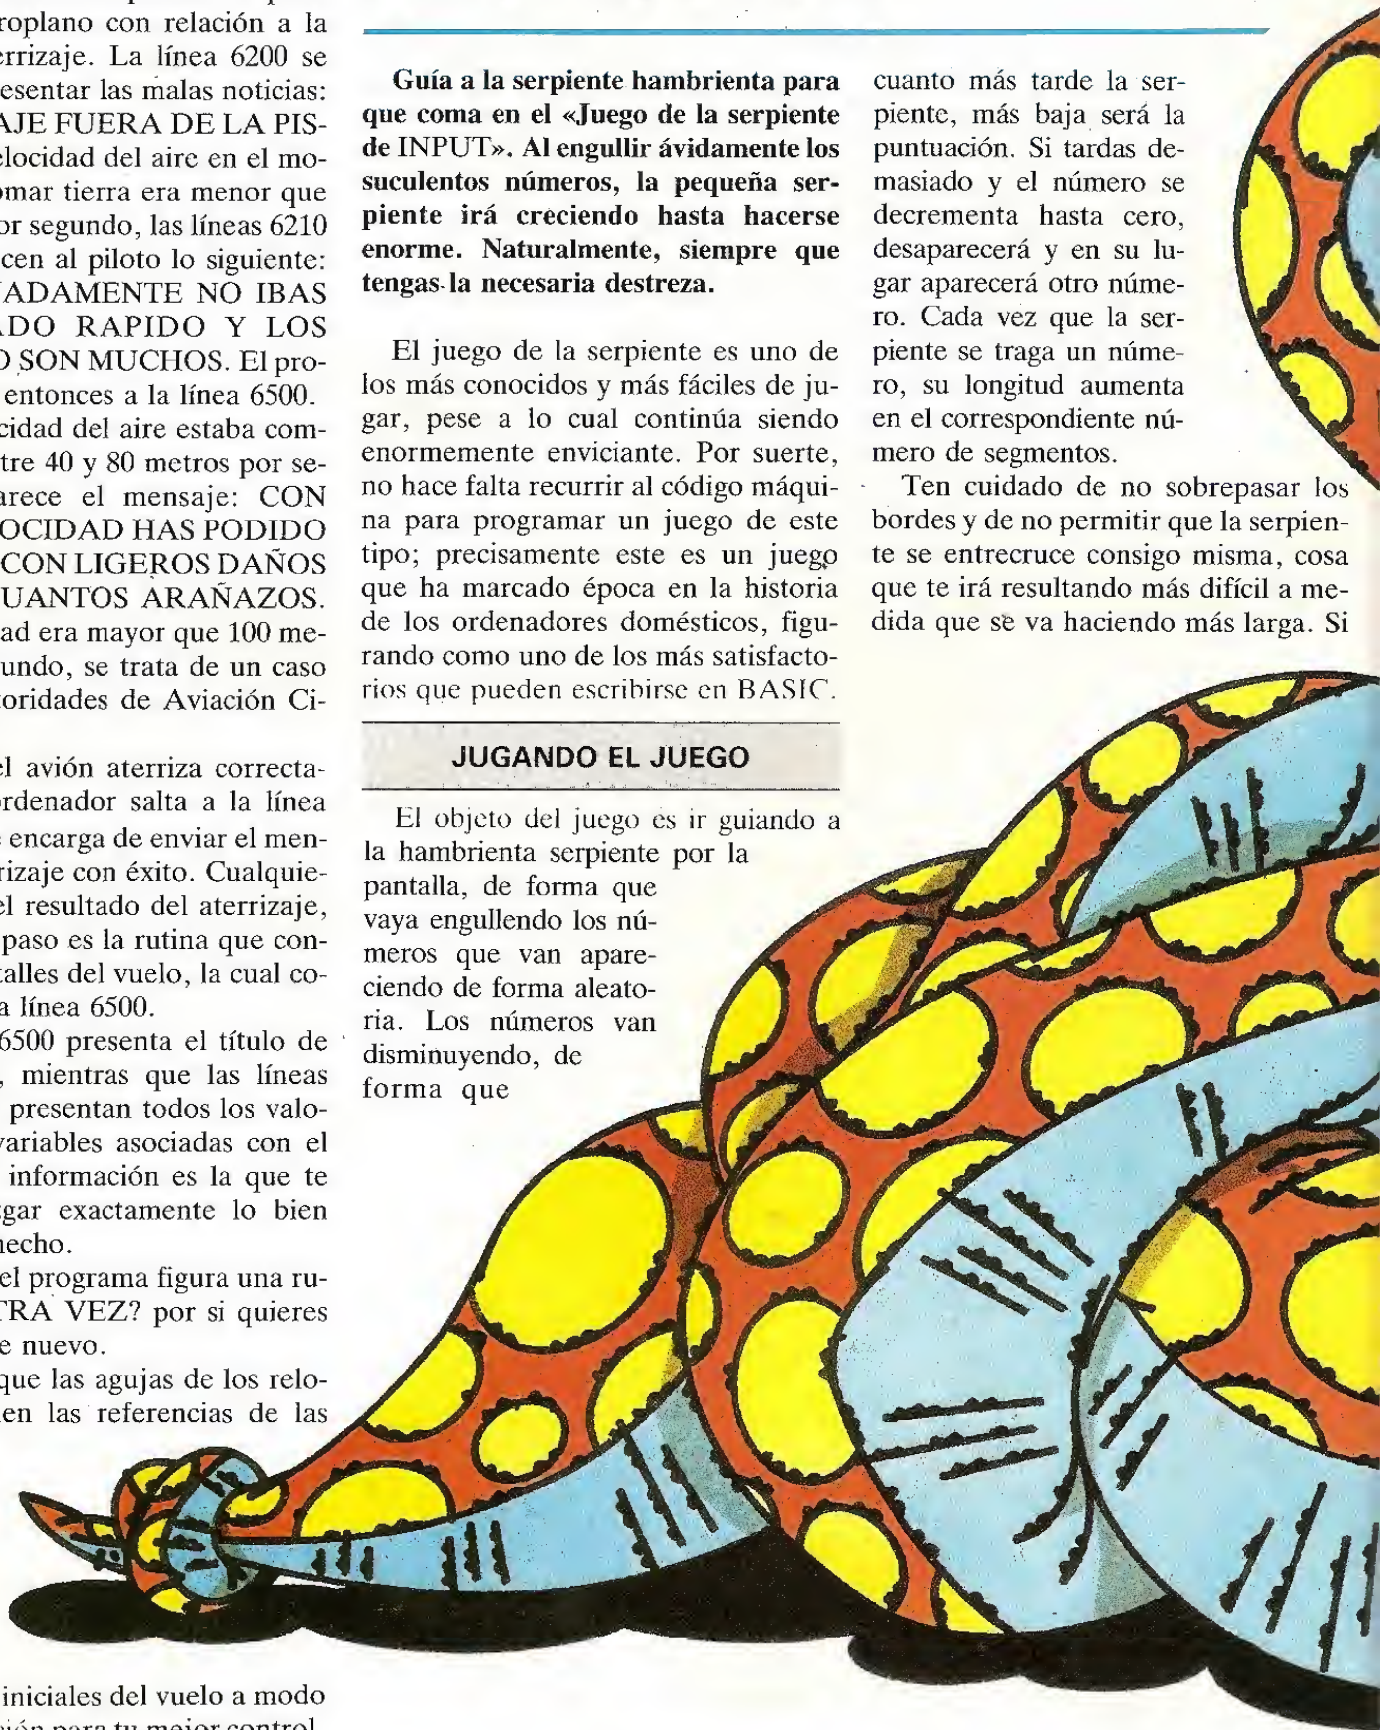 roplano con relación a la
errizaje. La línea 6200 se
esentar las malas noticias:
AJE FUERA DE LA PIS-
elocidad del aire en el mo-
omar tierra era menor que
or segundo, las líneas 6210
cen al piloto lo siguiente:
ADAMENTE NO IBAS
ADO RAPIDO Y LOS
O SON MUCHOS. El pro-
entonces a la línea 6500.
cidad del aire estaba com-
tre 40 y 80 metros por se-
arece el mensaje: CON
OCIDAD HAS PODIDO
CON LIGEROS DAÑOS
UANTOS ARAÑAZOS.
ad era mayor que 100 me-
undo, se trata de un caso
toridades de Aviación Ci-
el avión aterriza correcta-
ordenador salta a la línea
e encarga de enviar el men-
rizaje con éxito. Cualquie-
el resultado del aterrizaje,
paso es la rutina que con-
talles del vuelo, la cual co-
a línea 6500.
6500 presenta el título de
, mientras que las líneas
presentan todos los valo-
variables asociadas con el
información es la que te
gar exactamente lo bien
hecho.
el programa figura una ru-
TRA VEZ? por si quieres
e nuevo.
que las agujas de los relo-
en las referencias de las
iniciales del vuelo a modo
ión para tu mejor control
Guía a la serpiente hambrienta para
que coma en el «Juego de la serpiente
de INPUT». Al engullir ávidamente los
suculentos números, la pequeña ser-
piente irá creciendo hasta hacerse
enorme. Naturalmente, siempre que
tengas la necesaria destreza.
El juego de la serpiente es uno de
los más conocidos y más fáciles de ju-
gar, pese a lo cual continúa siendo
enormemente enviciante. Por suerte,
no hace falta recurrir al código máqui-
na para programar un juego de este
tipo; precisamente este es un juego
que ha marcado época en la historia
de los ordenadores domésticos, figu-
rando como uno de los más satisfacto-
rios que pueden escribirse en BASIC.
JUGANDO EL JUEGO
El objeto del juego es ir guiando a
la hambrienta serpiente por la
pantalla, de forma que
vaya engullendo los nú-
meros que van apare-
ciendo de forma aleato-
ria. Los números van
disminuyendo, de
forma que
cuanto más tarde la ser-
piente, más baja será la
puntuación. Si tardas de-
masiado y el número se
decrementa hasta cero,
desaparecerá y en su lu-
gar aparecerá otro núme-
ro. Cada vez que la ser-
piente se traga un núme-
ro, su longitud aumenta
en el correspondiente nú-
mero de segmentos.
Ten cuidado de no sobrepasar los
bordes y de no permitir que la serpien-
te se entrecruce consigo misma, cosa
que te irá resultando más difícil a me-
dida que se va haciendo más larga. Si